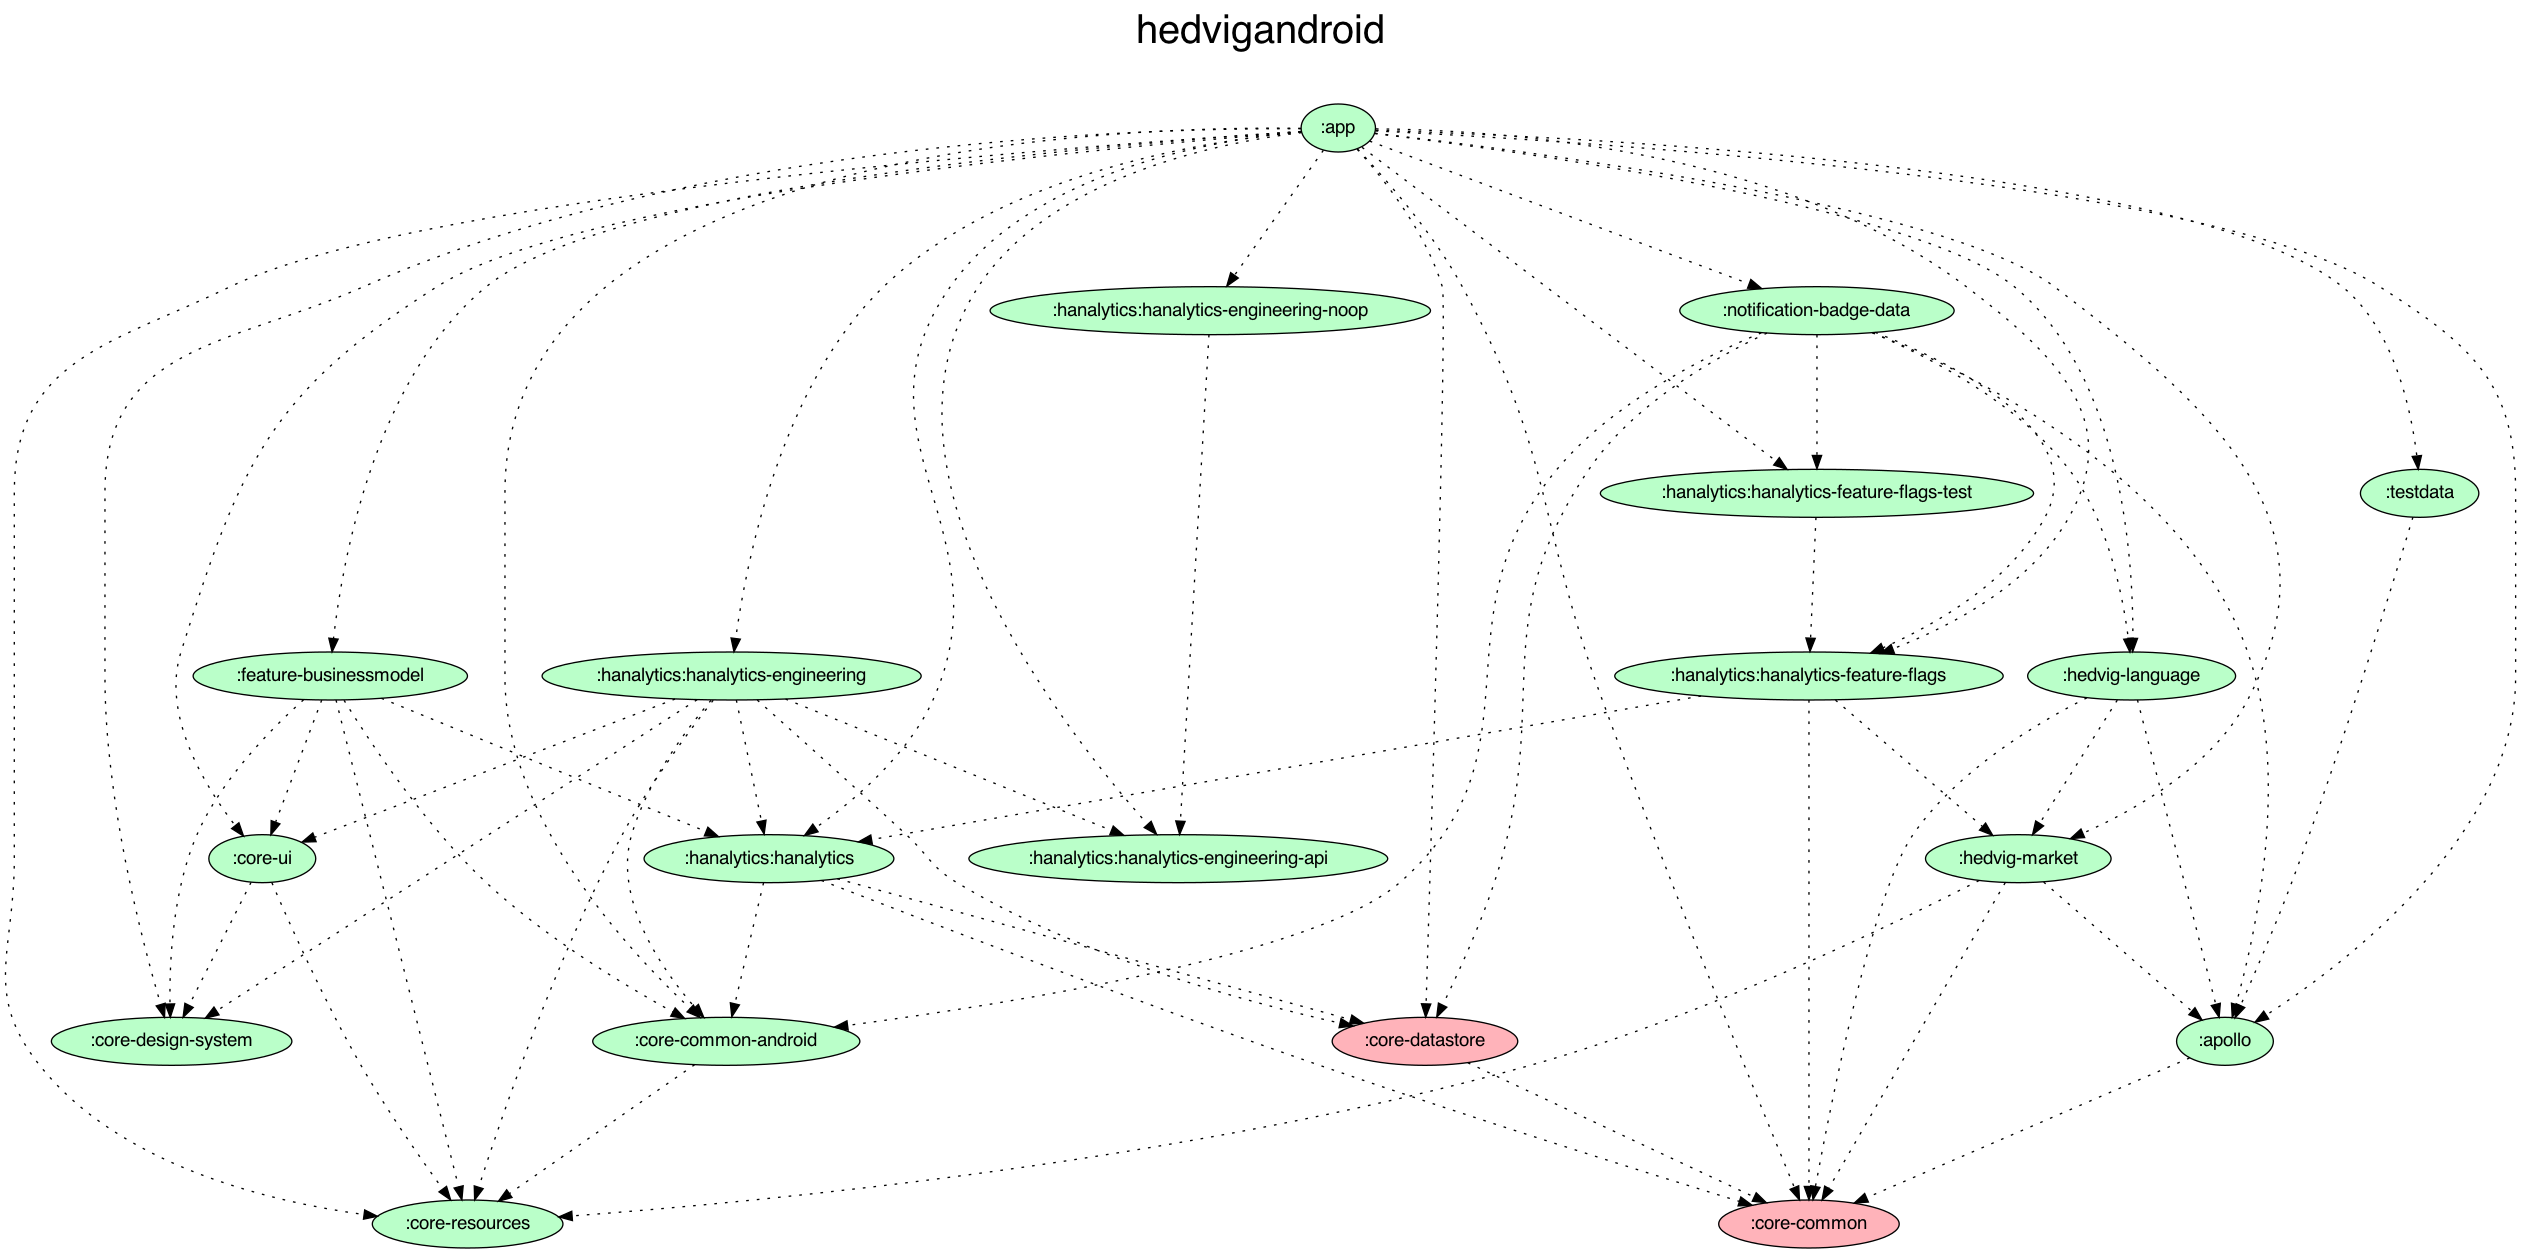 hedvigandroid
:app
:hanalytics:hanalytics-engineering-noop
:notification-badge-data
:hanalytics:hanalytics-feature-flags-test
:testdata
:feature-businessmodel
:hanalytics:hanalytics-engineering
:hanalytics:hanalytics-feature-flags
:hedvig-language
:core-ui
:hanalytics:hanalytics
:hanalytics:hanalytics-engineering-api
:hedvig-market
:core-design-system
:core-common-android
:core-datastore
:apollo
:core-resources
:core-common